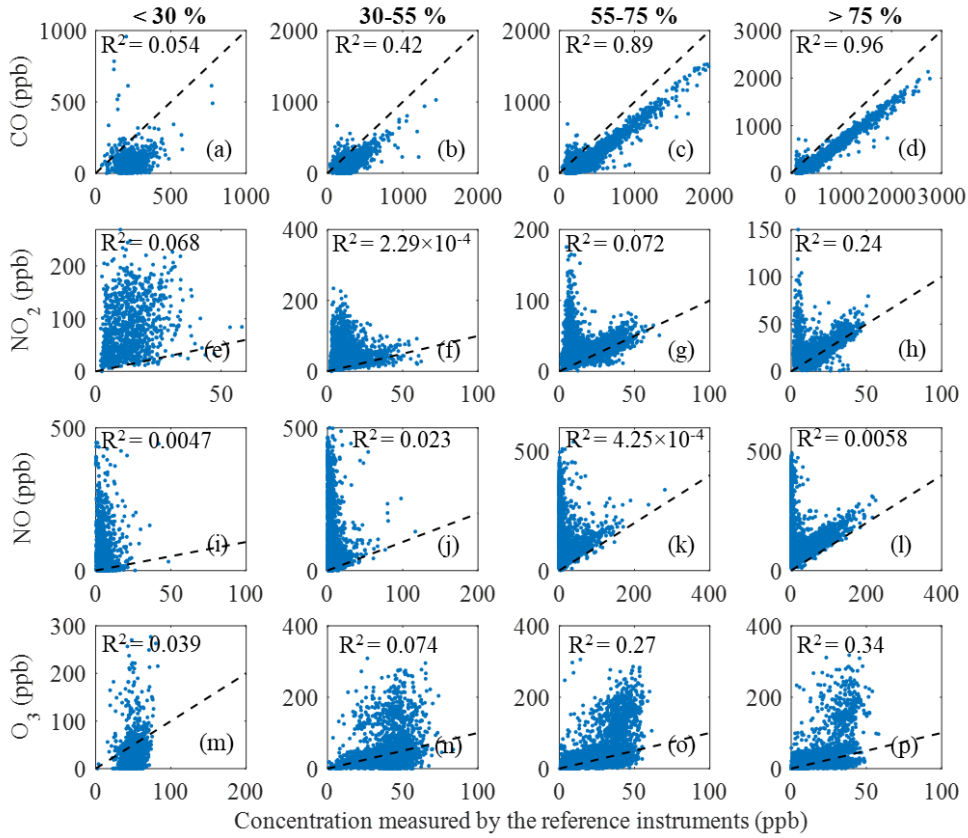 < 30 % 30-55 % 55-75 % > 75 %
CO (ppb)
1000
500
0
R² = 0.054
(a)
0 500 1000
2000
1000
0
R² = 0.42
(b)
0 1000 2000
2000
1000
0
R² = 0.89
(c)
0 500 1000 1500 2000
3000
2000
1000
0
R² = 0.96
(d)
0 1000 2000 3000
NO₂ (ppb)
200
100
0
R² = 0.068
(e)
0 20 40
400
200
0
R² = 2.29×10⁻⁴
(f)
0 50 100
200
100
0
R² = 0.072
(g)
0 50 100
150
100
50
0
R² = 0.24
(h)
0 50 100
NO (ppb)
500
0
R² = 0.0047
(i)
0 50 100
500
0
R² = 0.023
(j)
0 100 200
500
0
R² = 4.25×10⁻⁴
(k)
0 200 400
500
0
R² = 0.0058
(l)
0 200 400
O₃ (ppb)
300
200
100
0
R² = 0.039
(m)
0 100 200
400
200
0
R² = 0.074
(n)
0 50 100
400
200
0
R² = 0.27
(o)
0 50 100
400
200
0
R² = 0.34
(p)
0 50 100
Concentration measured by the reference instruments (ppb)